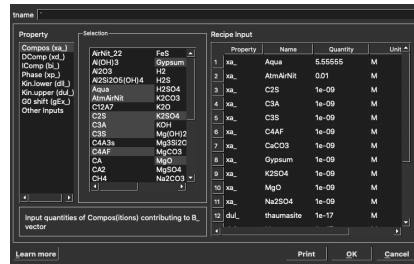 tname
Property
Selection
Recipe Input
Compos (xa_)
DComp (xd_)
IComp (bi_)
Phase (xp_)
Kin.lower (dll_)
Kin.upper (dul_)
G0 shift (gEx_)
Other Inputs
AirNit_22 FeS
Al(OH)3 Gypsum
Al2O3 H2
Al2Si2O5(OH)4 H2S
Aqua H2SO4
AtmAirNit K2CO3
C12A7 K2O
C2S K2SO4
C3A KOH
C3S Mg(OH)2
C4A3s Mg3Si2O
C4AF MgCO3
CA MgO
CA2 MgSO4
CH4 Na2CO3
Property Name Quantity Unit
1 xa_ Aqua 5.55555 M
2 xa_ AtmAirNit 0.01 M
3 xa_ C2S 1e-09 M
4 xa_ C3A 1e-09 M
5 xa_ C3S 1e-09 M
6 xa_ C4AF 1e-09 M
7 xa_ CaCO3 1e-09 M
8 xa_ Gypsum 1e-09 M
9 xa_ K2SO4 1e-09 M
10 xa_ MgO 1e-09 M
11 xa_ Na2SO4 1e-09 M
12 dul_ thaumasite 1e-17 M
Input quantities of Compos(itions) contributing to B_
vector
Learn more
Print
OK
Cancel